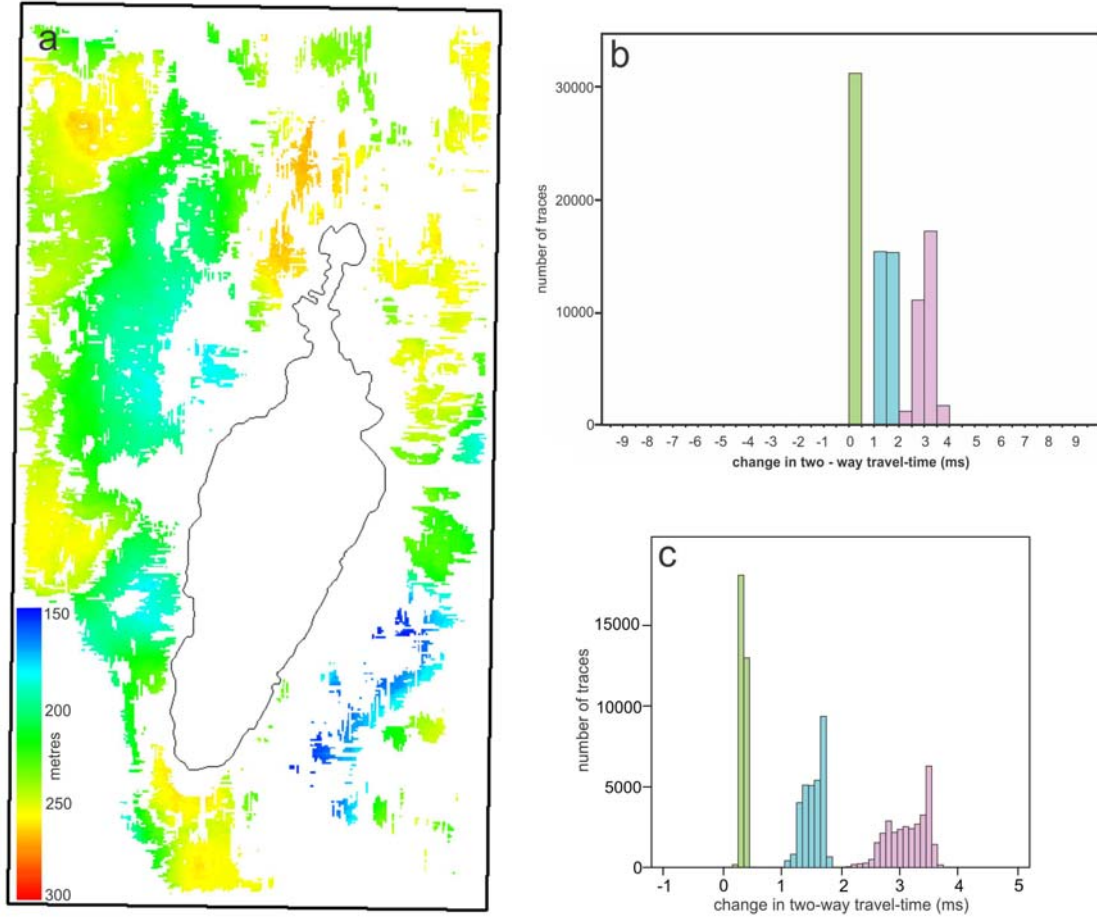 a
150
200
metres
250
300
b
30000
20000
10000
0
number of traces
-9 -8 -7 -6 -5 -4 -3 -2 -1 0 1 2 3 4 5 6 7 8 9
change in two - way travel-time (ms)
c
15000
10000
5000
0
number of traces
-1 0 1 2 3 4 5
change in two-way travel-time (ms)